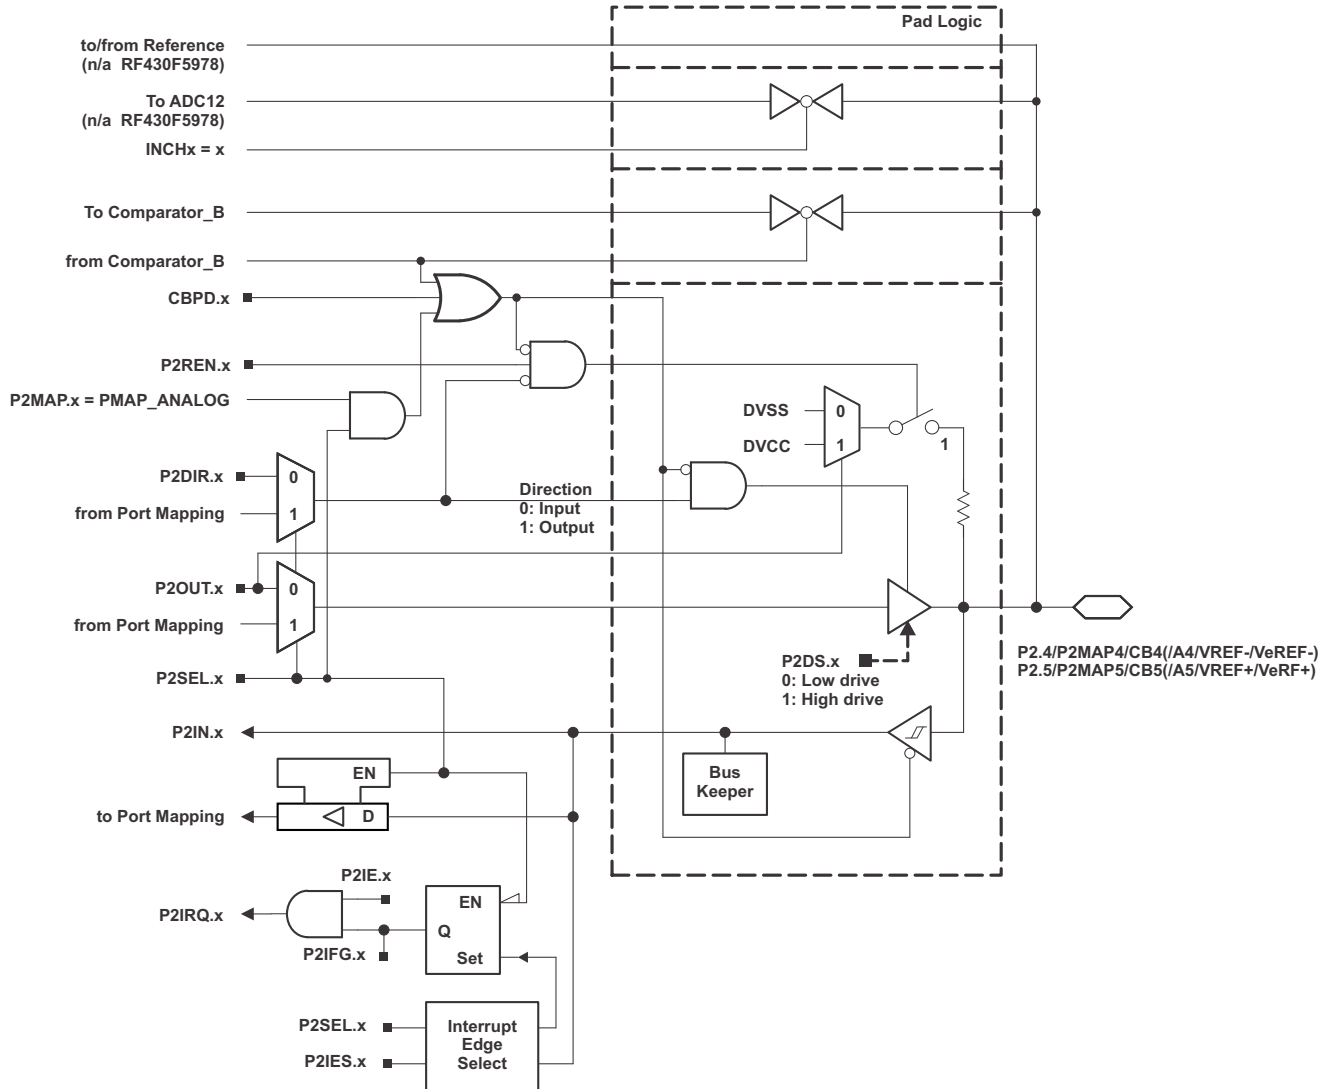 Pad Logic
to/from Reference
(n/a RF430F5978)
To ADC12
(n/a RF430F5978)
INCHx = x
To Comparator_B
from Comparator_B
CBPD.x
P2REN.x
P2MAP.x = PMAP_ANALOG
DVSS
0
DVCC
1
1
P2DIR.x
0
from Port Mapping
1
Direction
0: Input
1: Output
P2OUT.x
0
from Port Mapping
1
P2SEL.x
P2DS.x
0: Low drive
1: High drive
P2.4/P2MAP4/CB4(/A4/VREF-/VeREF-)
P2.5/P2MAP5/CB5(/A5/VREF+/VeRF+)
P2IN.x
Bus
Keeper
EN
to Port Mapping
D
P2IE.x
P2IRQ.x
EN
Q
P2IFG.x
Set
P2SEL.x
P2IES.x
Interrupt
Edge
Select